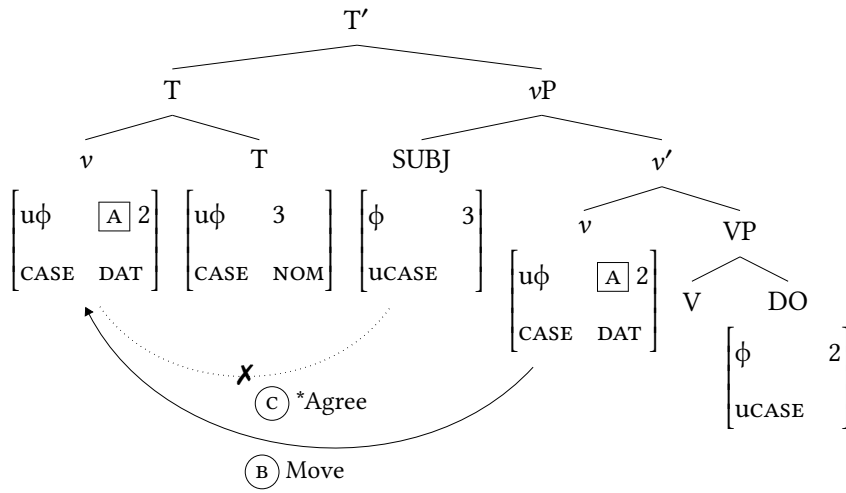 T′
T vP
v T SUBJ v′
uϕ A 2 uϕ 3 ϕ 3 v VP
CASE DAT CASE NOM uCASE uϕ A 2 V DO
CASE DAT ϕ 2
✗ uCASE
C *Agree
B Move